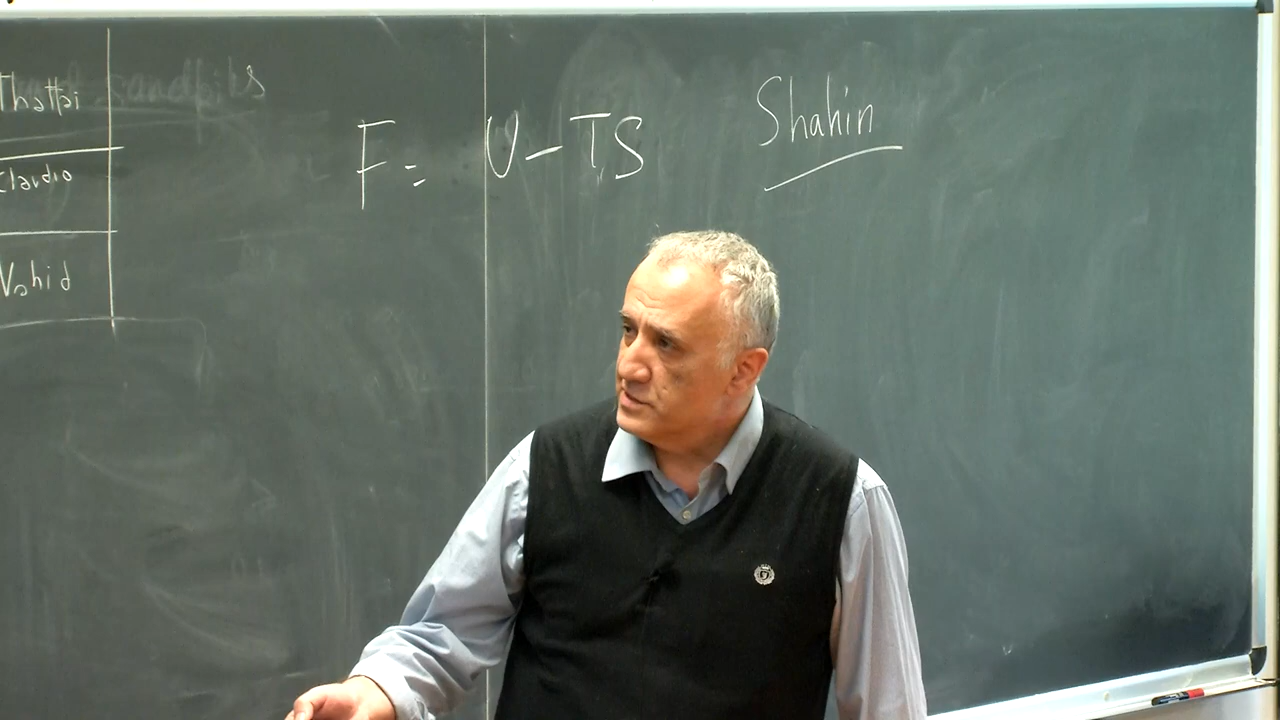 Thattai
Claudio
Vahid
sandpits
F = U - TS
Shahin